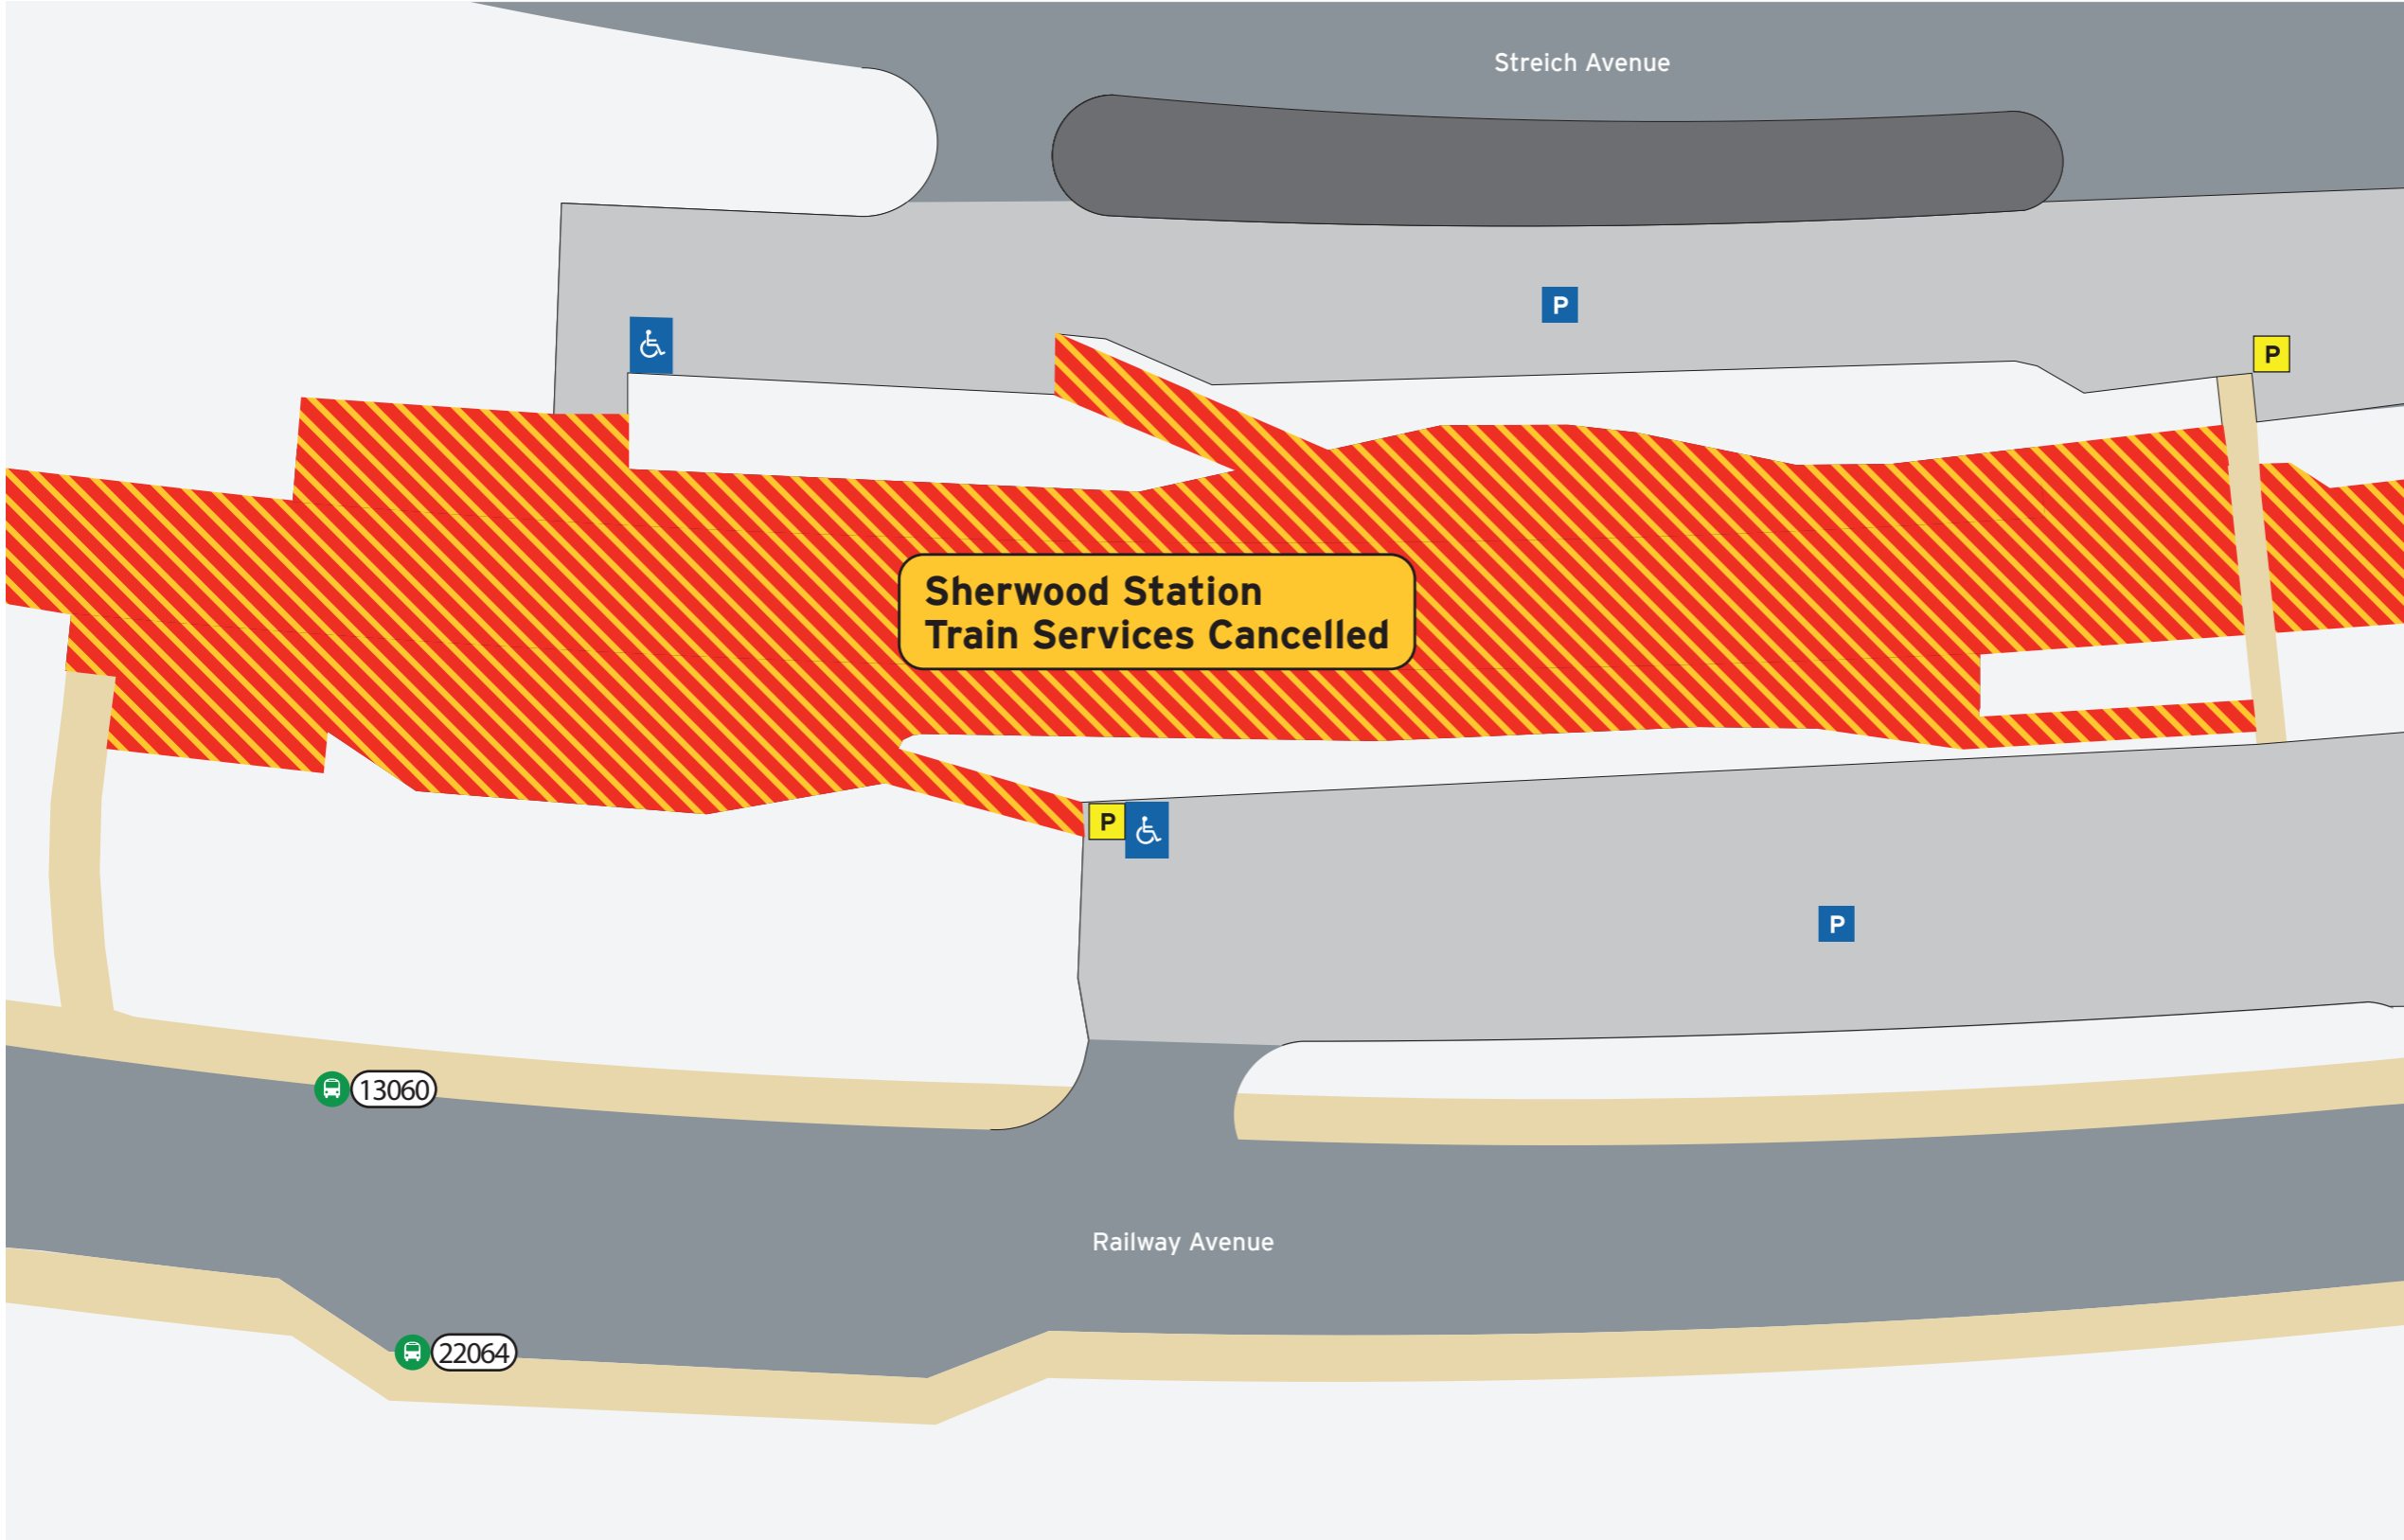 Streich Avenue
P
P
Sherwood Station
Train Services Cancelled
P
P
13060
Railway Avenue
22064